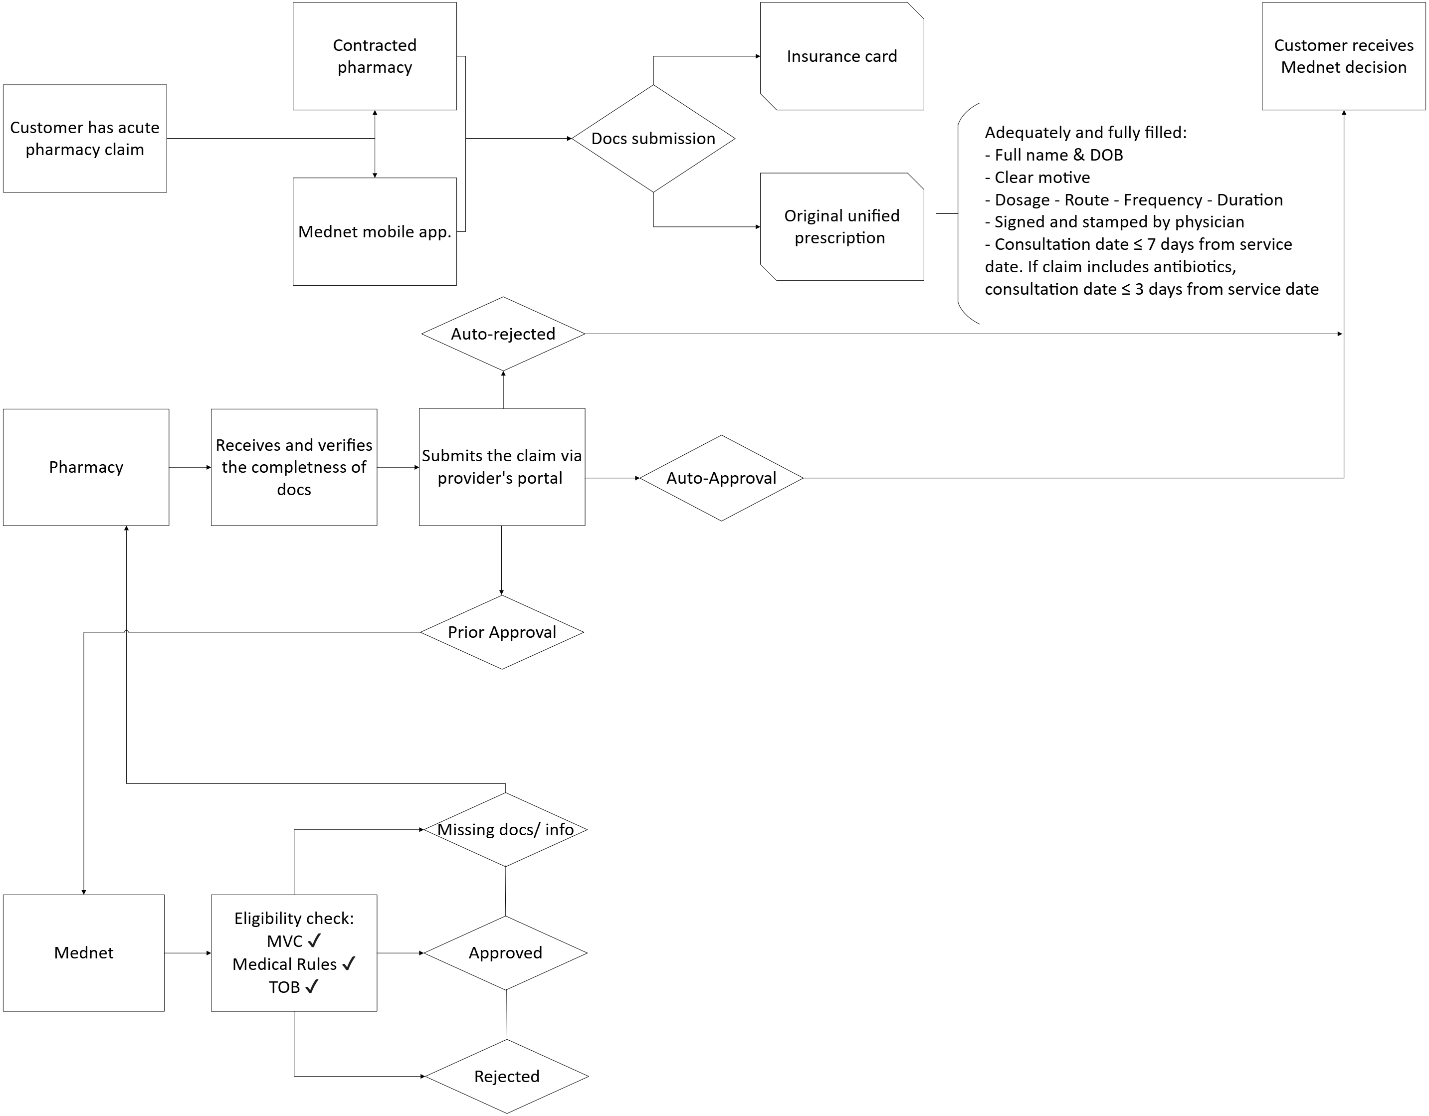 Contracted
pharmacy
Insurance card
Customer receives
Mednet decision
Customer has acute
pharmacy claim
Docs submission
Mednet mobile app.
Original unified
prescription
Adequately and fully filled:
- Full name & DOB
- Clear motive
- Dosage - Route - Frequency - Duration
- Signed and stamped by physician
- Consultation date ≤ 7 days from service
date. If claim includes antibiotics,
consultation date ≤ 3 days from service date
Auto-rejected
Pharmacy
Receives and verifies
the completness of
docs
Submits the claim via
provider's portal
Auto-Approval
Prior Approval
Missing docs/ info
Mednet
Eligibility check:
MVC ✓
Medical Rules ✓
TOB ✓
Approved
Rejected